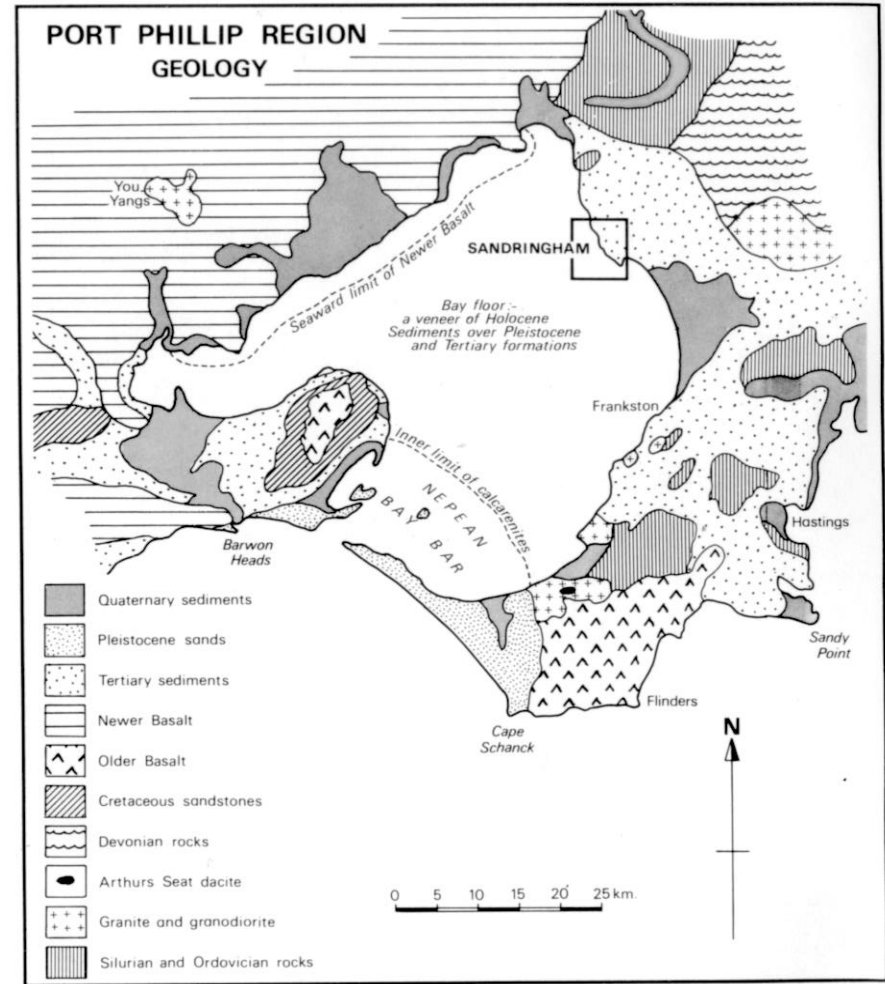 PORT PHILLIP REGION
GEOLOGY
You
Yangs
SANDRINGHAM
Seaward limit of Newer Basalt
Bay floor:-
a veneer of Holocene
Sediments over Pleistocene
and Tertiary formations
Frankston
Inner limit of calcarenites
NEPEAN
BAY BAR
Hastings
Barwon
Heads
Sandy
Point
Flinders
Cape
Schanck
Quaternary sediments
Pleistocene sands
Tertiary sediments
Newer Basalt
Older Basalt
Cretaceous sandstones
Devonian rocks
Arthurs Seat dacite
Granite and granodiorite
Silurian and Ordovician rocks
N
0 5 10 15 20 25 km.